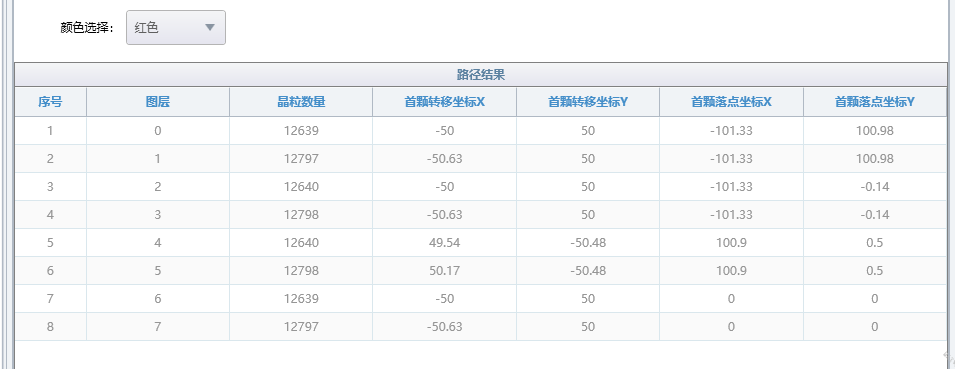 颜色选择： 红色
路径结果
序号 图层 晶粒数量 首颗转移坐标X 首颗转移坐标Y 首颗落点坐标X 首颗落点坐标Y
1 0 12639 -50 50 -101.33 100.98
2 1 12797 -50.63 50 -101.33 100.98
3 2 12640 -50 50 -101.33 -0.14
4 3 12798 -50.63 50 -101.33 -0.14
5 4 12640 49.54 -50.48 100.9 0.5
6 5 12798 50.17 -50.48 100.9 0.5
7 6 12639 -50 50 0 0
8 7 12797 -50.63 50 0 0